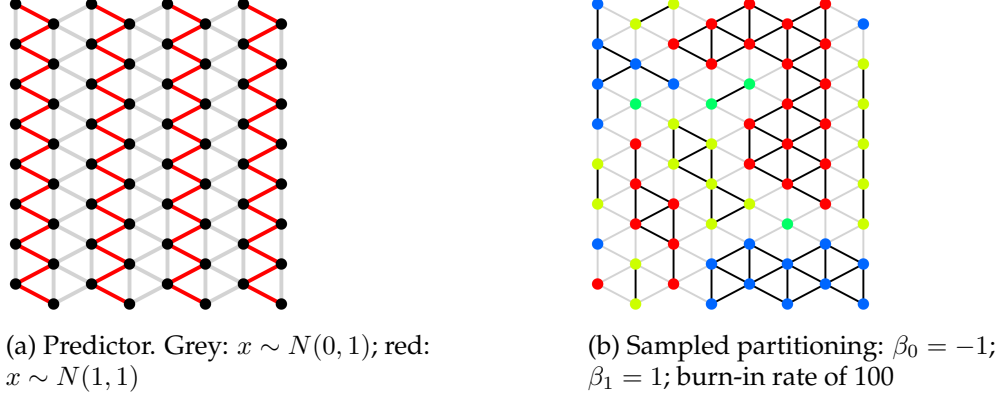 (a) Predictor. Grey: x ∼ N(0, 1); red:
x ∼ N(1, 1)
(b) Sampled partitioning: β0 = −1;
β1 = 1; burn-in rate of 100